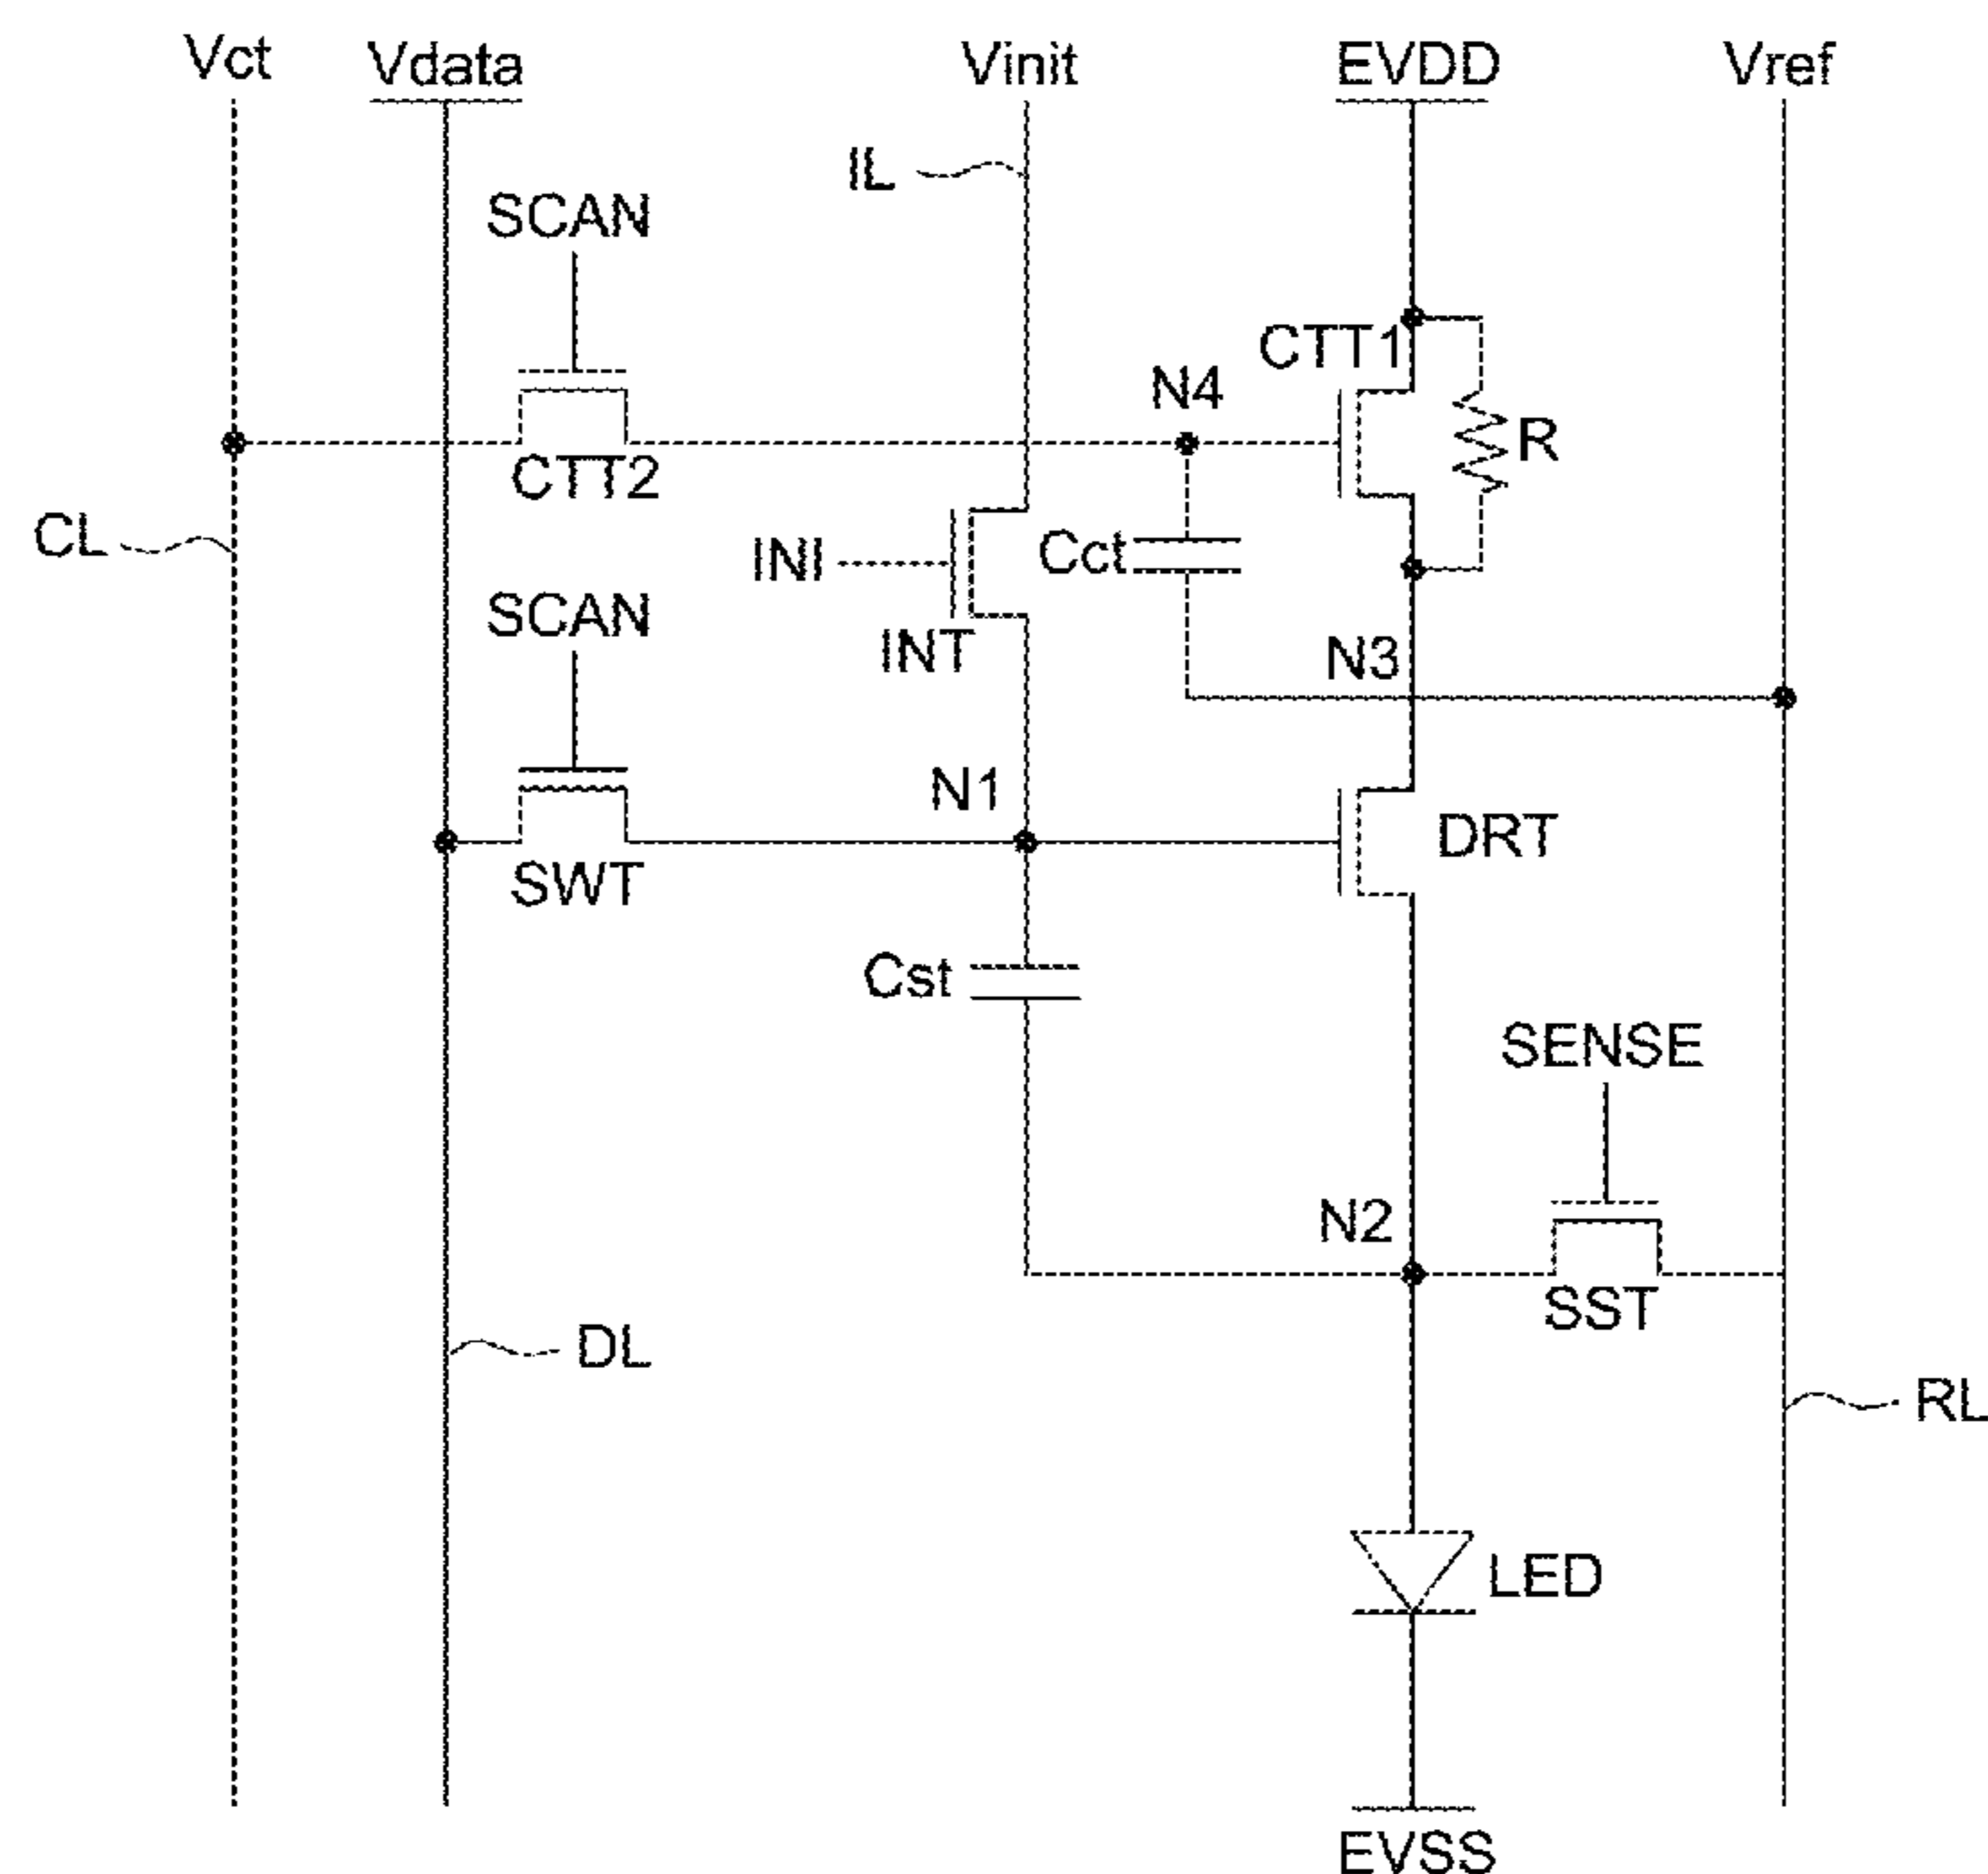 Vct
Vdata
Vinit
EVDD
Vref
IL
SCAN
CTT1
N4
R
CTT2
CL
INI
Cct
SCAN
INT
N3
N1
DRT
SWT
Cst
SENSE
N2
SST
DL
RL
LED
EVSS